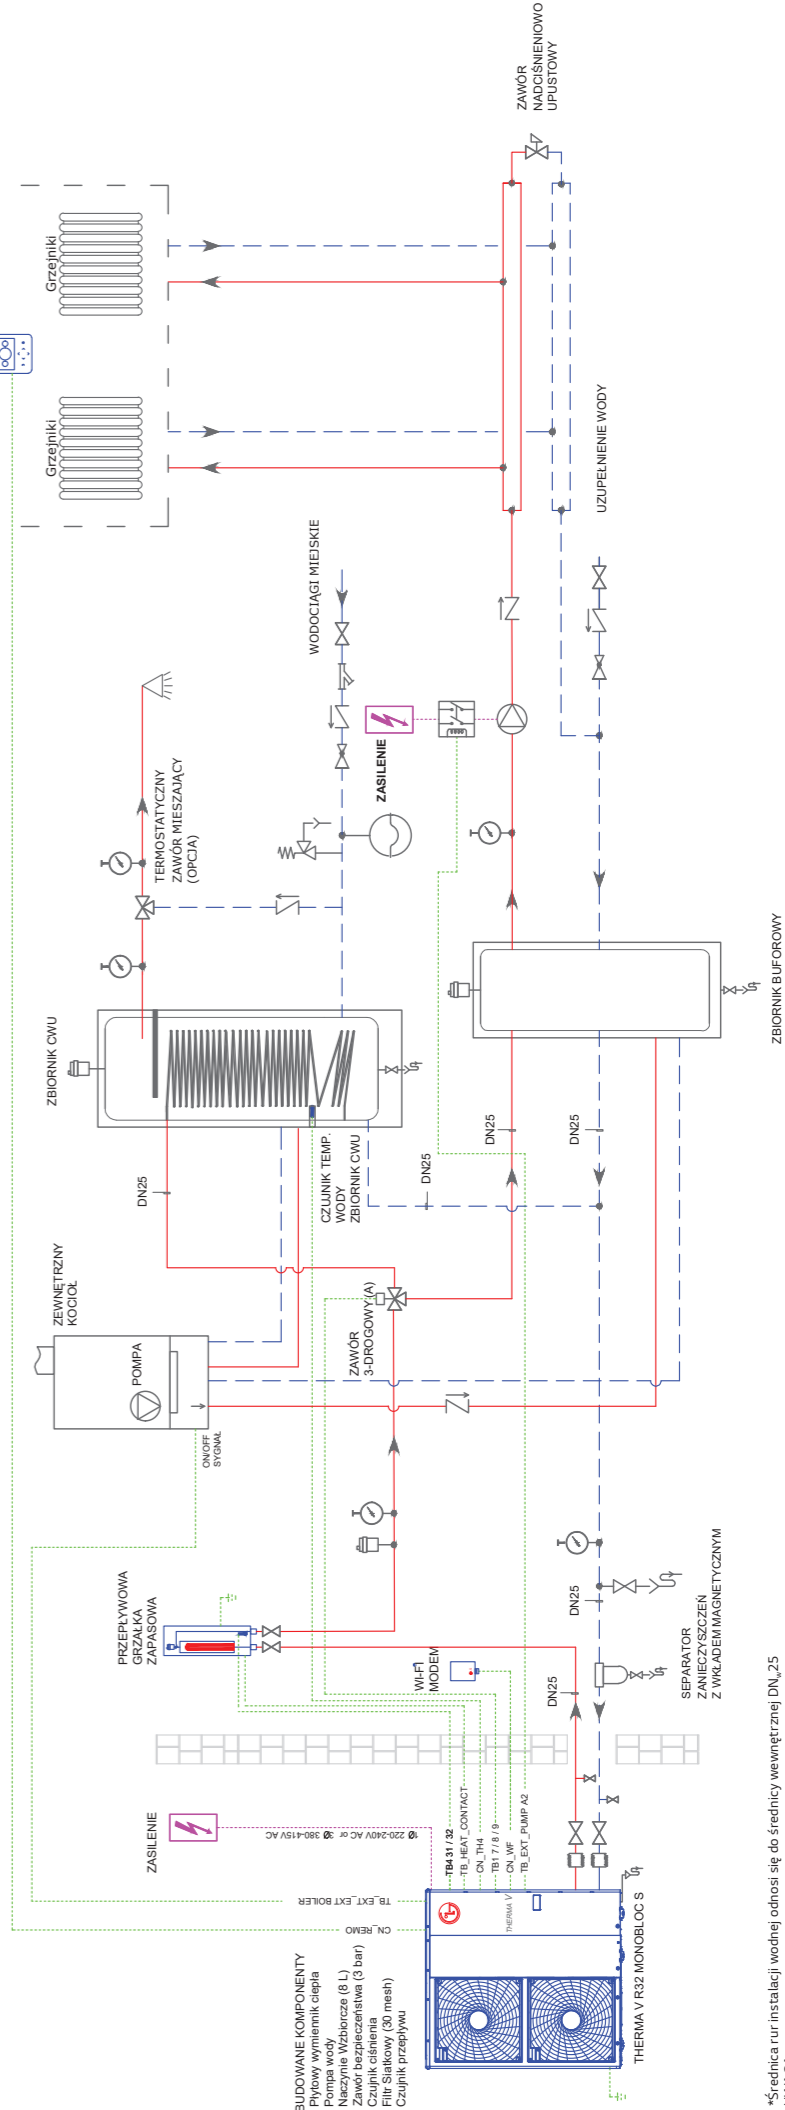 ZAWÓR
NADCIŚNIENIOWO
UPUSTOWY
Grzejniki
Grzejniki
UZUPEŁNIENIE WODY
WODOCIĄGI MIEJSKIE
TERMOSTATYCZNY
ZAWÓR MIESZAJĄCY
(OPCJA)
ZASILENIE
ZBIORNIK CWU
ZBIORNIK BUFOROWY
DN25
CZUJNIK TEMP.
WODY
ZBIORNIK CWU
DN25
DN25
DN25
ZEWNĘTRZNY
KOCIOŁ
POMPA
ON/OFF
SYGNAŁ
ZAWÓR
3-DROGOWY (A)
PRZEPŁYWOWA
GRZAŁKA
ZAPASOWA
WI-FI
MODEM
DN25
DN25
SEPARATOR
ZANIECZYSZCZEŃ
Z WKŁADEM MAGNETYCZNYM
ZASILENIE
1Ø 220-240V AC or 3Ø 380-415V AC
TB4 31 / 32
TB_HEAT_CONTACT
CN_TH4
TB1 7 / 8 / 9
CN_WF
TB_EXT_PUMP A2
TB_EXT_EXT BOILER
CN_REMO
LG
THERMA V
THERMA V R32 MONOBLOC S
BUDOWANE KOMPONENTY
Płytowy wymiennik ciepła
Pompa wody
Naczynie Wzbiorcze (8 L)
Zawór bezpieczeństwa (3 bar)
Czujnik ciśnienia
Filtr Siatkowy (30 mesh)
Czujnik przepływu
*Średnica rur instalacji wodnej odnosi się do średnicy wewnętrznej DNw25